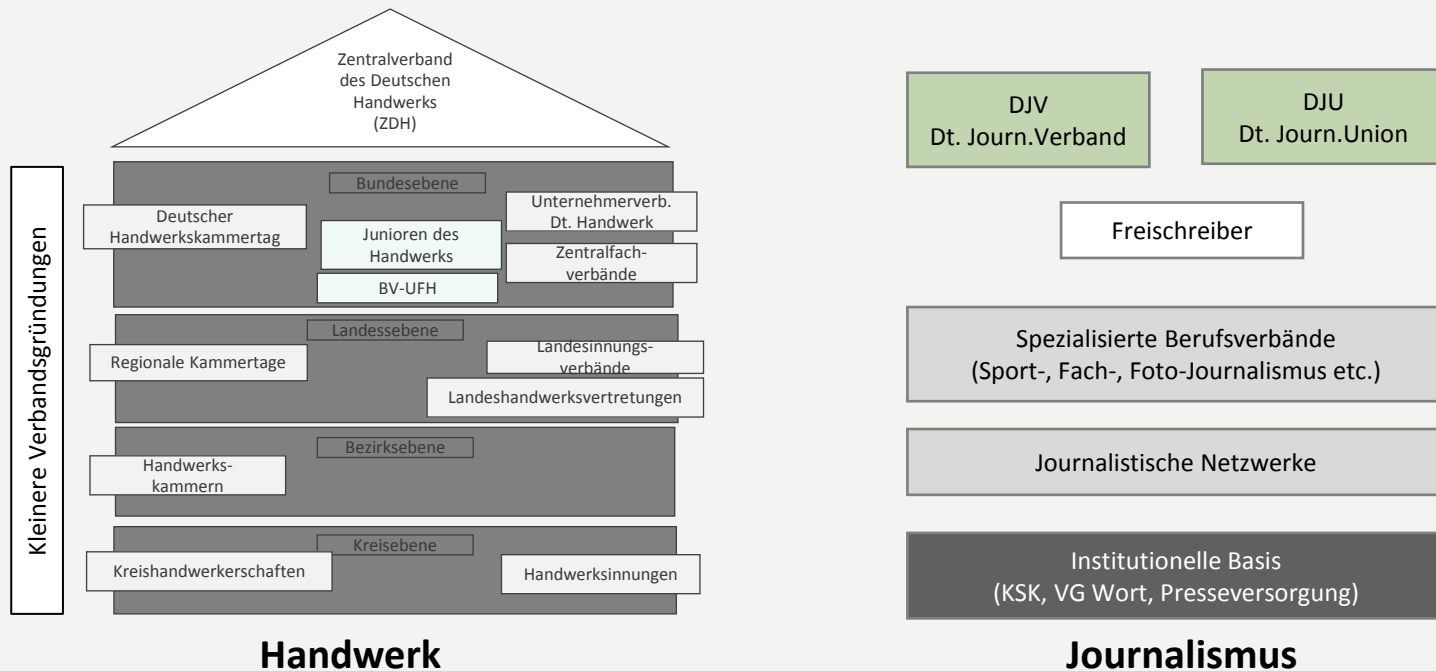 Zentralverband
des Deutschen
Handwerks
(ZDH)
Kleinere Verbandsgründungen
Bundesebene
Deutscher
Handwerkskammertag
Junioren des
Handwerks
BV-UFH
Unternehmerverb.
Dt. Handwerk
Zentralfach-
verbände
Landessebene
Regionale Kammertage
Landesinnungs-
verbände
Landeshandwerksvertretungen
Bezirksebene
Handwerks-
kammern
Kreisebene
Kreishandwerkerschaften
Handwerksinnungen
Handwerk
DJV
Dt. Journ.Verband
DJU
Dt. Journ.Union
Freischreiber
Spezialisierte Berufsverbände
(Sport-, Fach-, Foto-Journalismus etc.)
Journalistische Netzwerke
Institutionelle Basis
(KSK, VG Wort, Presseversorgung)
Journalismus